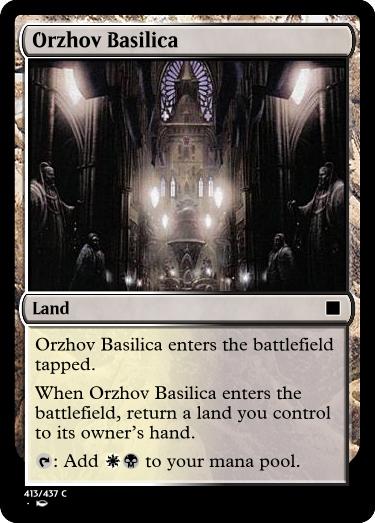 Orzhov Basilica
Land
Orzhov Basilica enters the battlefield
tapped.
When Orzhov Basilica enters the
battlefield, return a land you control
to its owner's hand.
: Add to your mana pool.
413/437 C